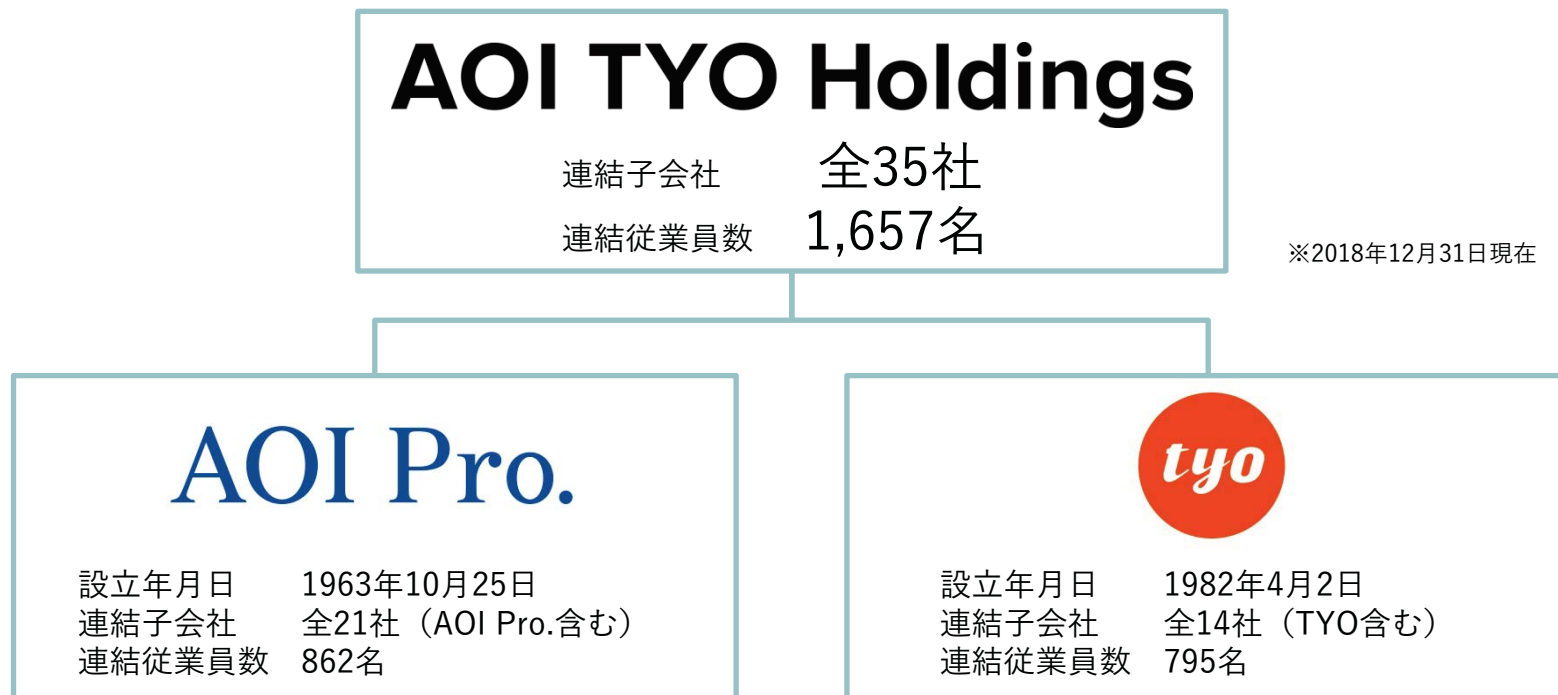 AOI TYO Holdings
連結子会社 全35社
連結従業員数 1,657名
※2018年12月31日現在
AOI Pro.
設立年月日 1963年10月25日
連結子会社 全21社（AOI Pro.含む）
連結従業員数 862名
tyo
設立年月日 1982年4月2日
連結子会社 全14社（TYO含む）
連結従業員数 795名